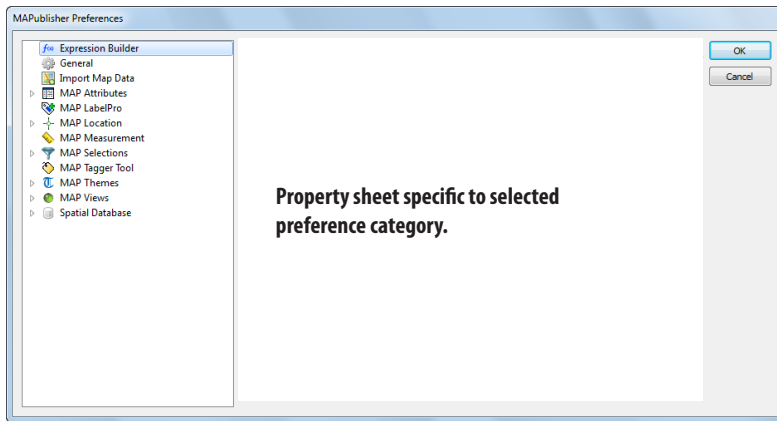 MAPublisher Preferences
Expression Builder
General
Import Map Data
MAP Attributes
MAP LabelPro
MAP Location
MAP Measurement
MAP Selections
MAP Tagger Tool
MAP Themes
MAP Views
Spatial Database
Property sheet specific to selected
preference category.
OK
Cancel